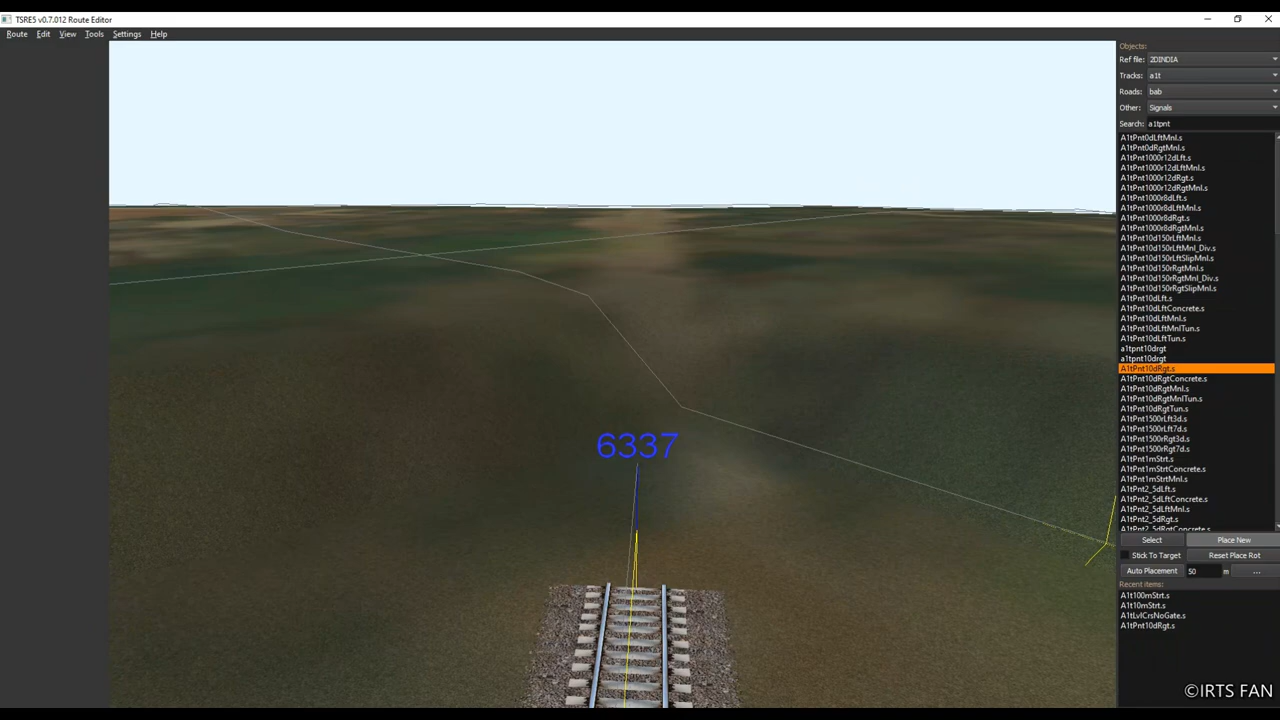 TSRE5 v0.7.012 Route Editor
Route Edit View Tools Settings Help
Objects:
Ref file: 2DINDIA
Tracks: a1t
Roads: bab
Other: Signals
Search: a1tpnt
A1tPnt0dLftMnl.s
A1tPnt0dRgtMnl.s
A1tPnt1000r12dLft.s
A1tPnt1000r12dLftMnl.s
A1tPnt1000r12dRgt.s
A1tPnt1000r12dRgtMnl.s
A1tPnt1000r8dLft.s
A1tPnt1000r8dLftMnl.s
A1tPnt1000r8dRgt.s
A1tPnt1000r8dRgtMnl.s
A1tPnt10d150rLftMnl.s
A1tPnt10d150rLftMnl_Div.s
A1tPnt10d150rLftSlipMnl.s
A1tPnt10d150rRgtMnl.s
A1tPnt10d150rRgtMnl_Div.s
A1tPnt10d150rRgtSlipMnl.s
A1tPnt10dLft.s
A1tPnt10dLftConcrete.s
A1tPnt10dLftMnl.s
A1tPnt10dLftMnlTun.s
A1tPnt10dLftTun.s
a1tpnt10drgt
a1tpnt10drgt
A1tPnt10dRgt.s
A1tPnt10dRgtConcrete.s
A1tPnt10dRgtMnl.s
A1tPnt10dRgtMnlTun.s
A1tPnt10dRgtTun.s
A1tPnt1500rLft3d.s
A1tPnt1500rLft7d.s
A1tPnt1500rRgt3d.s
A1tPnt1500rRgt7d.s
A1tPnt1mStrt.s
A1tPnt1mStrtConcrete.s
A1tPnt1mStrtMnl.s
A1tPnt2_5dLft.s
A1tPnt2_5dLftConcrete.s
A1tPnt2_5dLftMnl.s
A1tPnt2_5dRgt.s
A1tPnt2_5dRgtConcrete.s
Select Place New
Stick To Target Reset Place Rot
Auto Placement 50 m ...
Recent items:
A1t100mStrt.s
A1t10mStrt.s
A1tLvlCrsNoGate.s
A1tPnt10dRgt.s
6337
©IRTS FAN